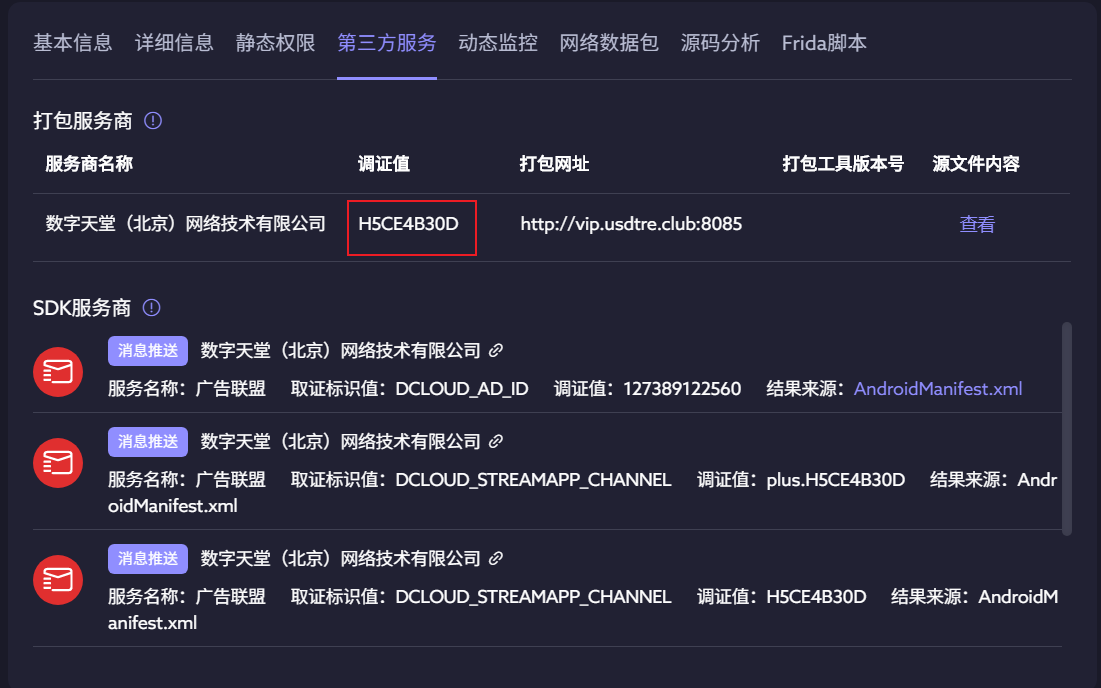 基本信息 详细信息 静态权限 第三方服务 动态监控 网络数据包 源码分析 Frida脚本
打包服务商
服务商名称 调证值 打包网址 打包工具版本号 源文件内容
数字天堂（北京）网络技术有限公司 H5CE4B30D http://vip.usdtre.club:8085 查看
SDK服务商
消息推送 数字天堂（北京）网络技术有限公司
服务名称：广告联盟 取证标识值：DCLOUD_AD_ID 调证值：127389122560 结果来源：AndroidManifest.xml
消息推送 数字天堂（北京）网络技术有限公司
服务名称：广告联盟 取证标识值：DCLOUD_STREAMAPP_CHANNEL 调证值：plus.H5CE4B30D 结果来源：Andr
oidManifest.xml
消息推送 数字天堂（北京）网络技术有限公司
服务名称：广告联盟 取证标识值：DCLOUD_STREAMAPP_CHANNEL 调证值：H5CE4B30D 结果来源：AndroidM
anifest.xml